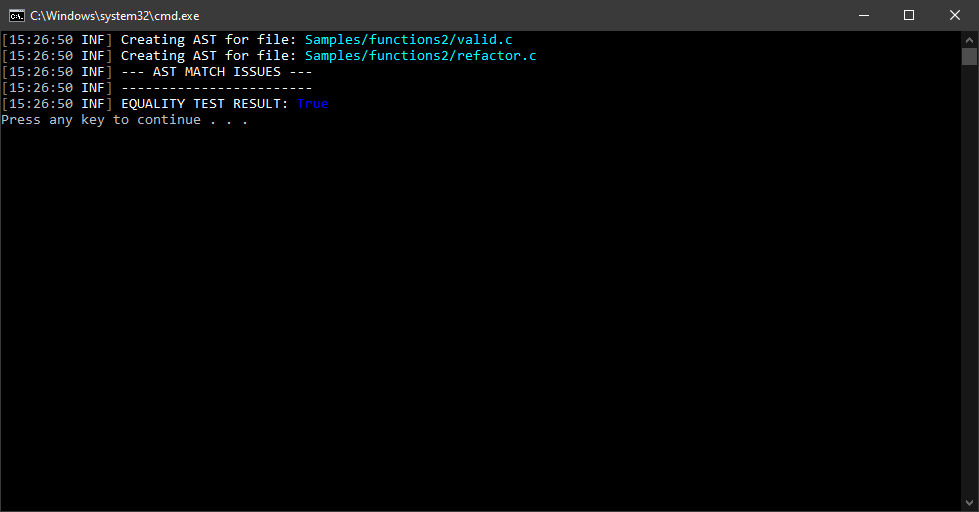 C:\Windows\system32\cmd.exe
[15:26:50 INF] Creating AST for file: Samples/functions2/valid.c
[15:26:50 INF] Creating AST for file: Samples/functions2/refactor.c
[15:26:50 INF] --- AST MATCH ISSUES ---
[15:26:50 INF] ------------------------
[15:26:50 INF] EQUALITY TEST RESULT: True
Press any key to continue . . .